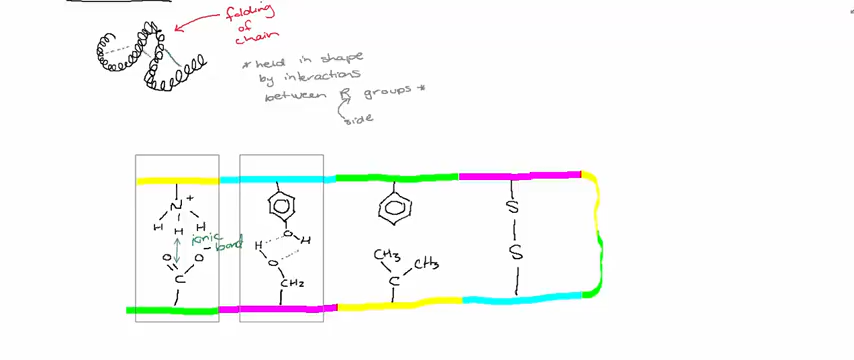 folding
of
chain
*held in shape
by interactions
between R groups*
side
N+
H H H
ionic
bond
O O-
C
O H
H
O
CH2
CH3
CH3
C
S
S